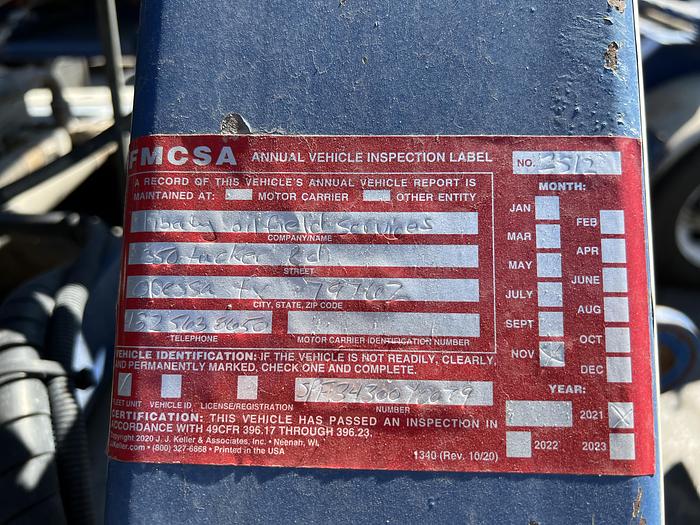 FMCSA ANNUAL VEHICLE INSPECTION LABEL NO. 3512
A RECORD OF THIS VEHICLE'S ANNUAL VEHICLE REPORT IS
MAINTAINED AT: MOTOR CARRIER OTHER ENTITY
oilfield Services
COMPANY/NAME
350 tucker
STREET
odessa tx 79762
CITY, STATE, ZIP CODE
TELEPHONE MOTOR CARRIER IDENTIFICATION NUMBER
VEHICLE IDENTIFICATION: IF THE VEHICLE IS NOT READILY, CLEARLY,
AND PERMANENTLY MARKED, CHECK ONE AND COMPLETE.
FLEET UNIT VEHICLE ID LICENSE/REGISTRATION NUMBER
CERTIFICATION: THIS VEHICLE HAS PASSED AN INSPECTION IN
ACCORDANCE WITH 49CFR 396.17 THROUGH 396.23.
Copyright 2020 J. J. Keller & Associates, Inc. • Neenah, WI
JJKeller.com • (800) 327-6868 • Printed in the USA
1340 (Rev. 10/20)
MONTH:
JAN FEB
MAR APR
MAY JUNE
JULY AUG
SEPT OCT
NOV DEC
YEAR:
2021
2022 2023